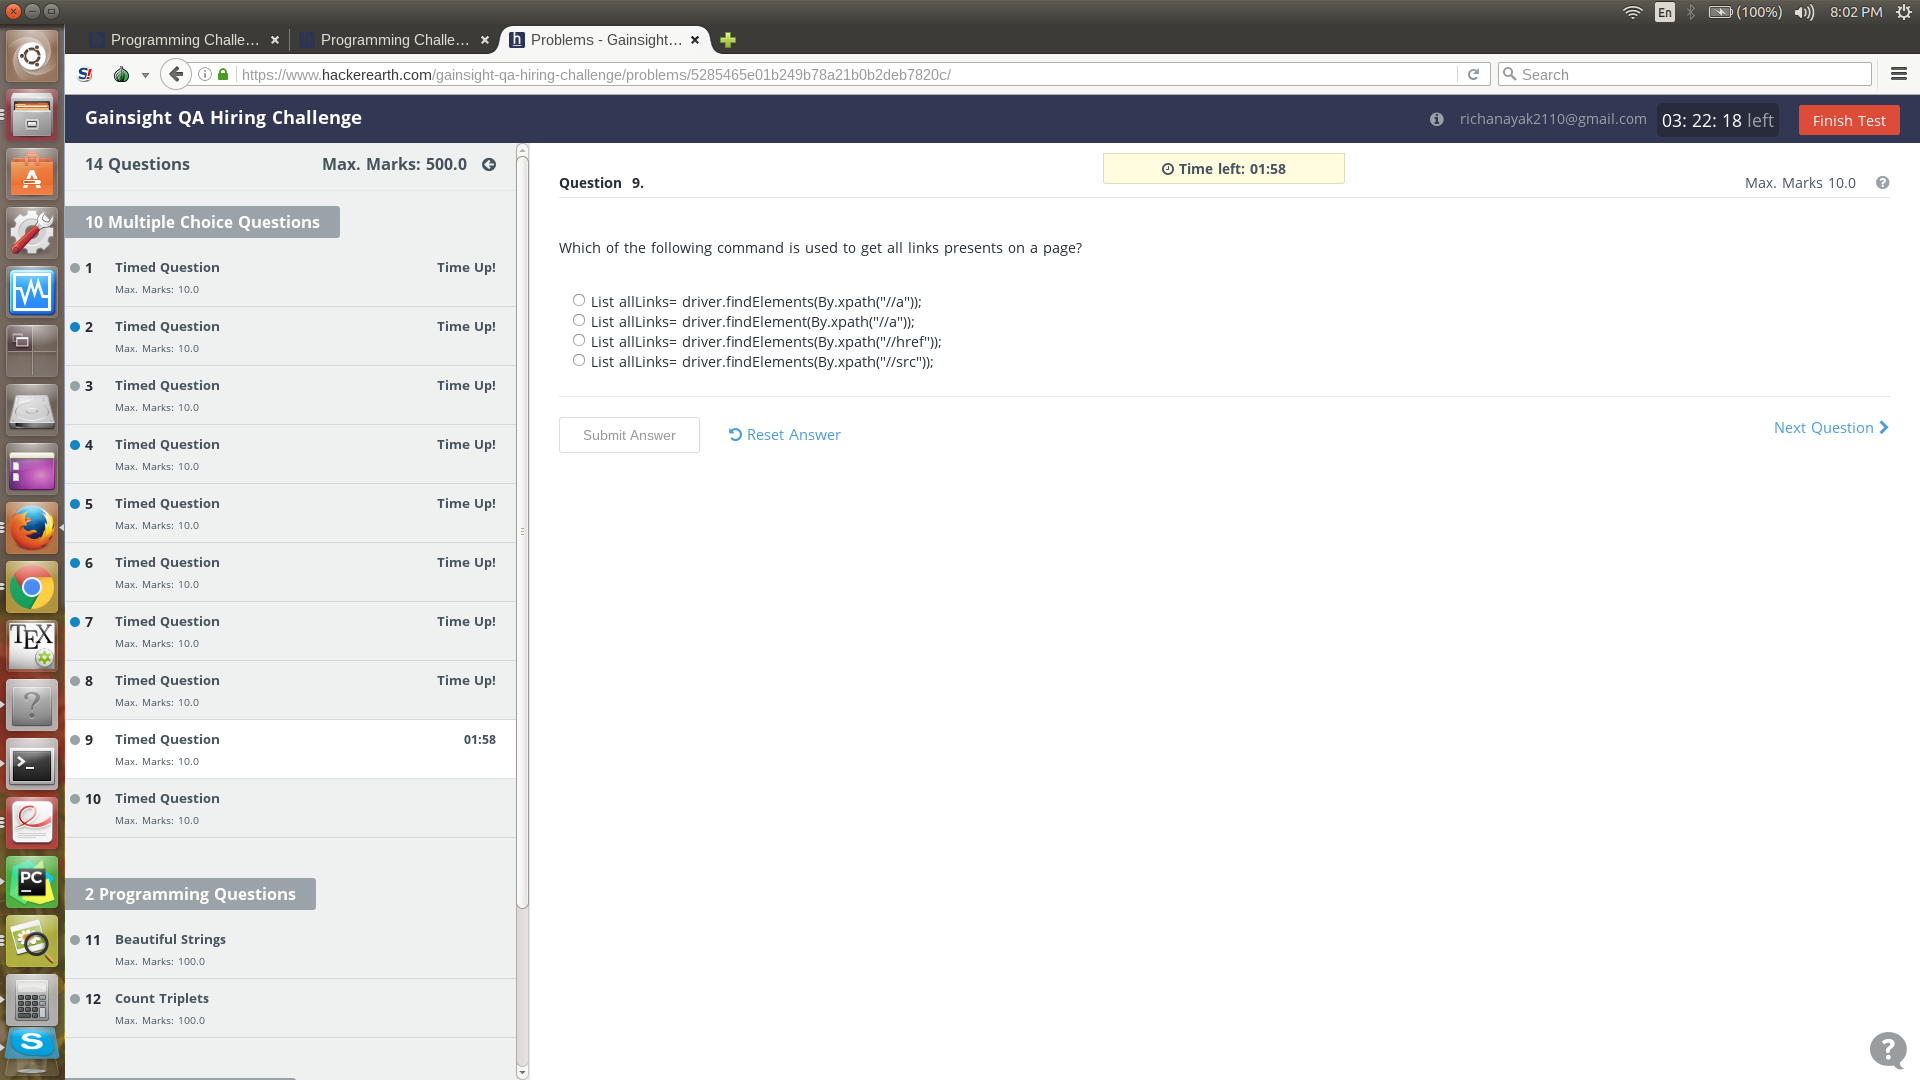 En
(100%)
8:02 PM
Programming Challe...
Programming Challe...
Problems - Gainsight...
https://www.hackerearth.com/gainsight-qa-hiring-challenge/problems/5285465e01b249b78a21b0b2deb7820c/
Search
Gainsight QA Hiring Challenge
richanayak2110@gmail.com
03: 22: 18 left
Finish Test
14 Questions
Max. Marks: 500.0
10 Multiple Choice Questions
1 Timed Question Time Up!
Max. Marks: 10.0
2 Timed Question Time Up!
Max. Marks: 10.0
3 Timed Question Time Up!
Max. Marks: 10.0
4 Timed Question Time Up!
Max. Marks: 10.0
5 Timed Question Time Up!
Max. Marks: 10.0
6 Timed Question Time Up!
Max. Marks: 10.0
7 Timed Question Time Up!
Max. Marks: 10.0
8 Timed Question Time Up!
Max. Marks: 10.0
9 Timed Question 01:58
Max. Marks: 10.0
10 Timed Question
Max. Marks: 10.0
2 Programming Questions
11 Beautiful Strings
Max. Marks: 100.0
12 Count Triplets
Max. Marks: 100.0
Time left: 01:58
Question 9.
Max. Marks 10.0
Which of the following command is used to get all links presents on a page?
List allLinks= driver.findElements(By.xpath("//a"));
List allLinks= driver.findElement(By.xpath("//a"));
List allLinks= driver.findElements(By.xpath("//href"));
List allLinks= driver.findElements(By.xpath("//src"));
Submit Answer
Reset Answer
Next Question
TEX
PC